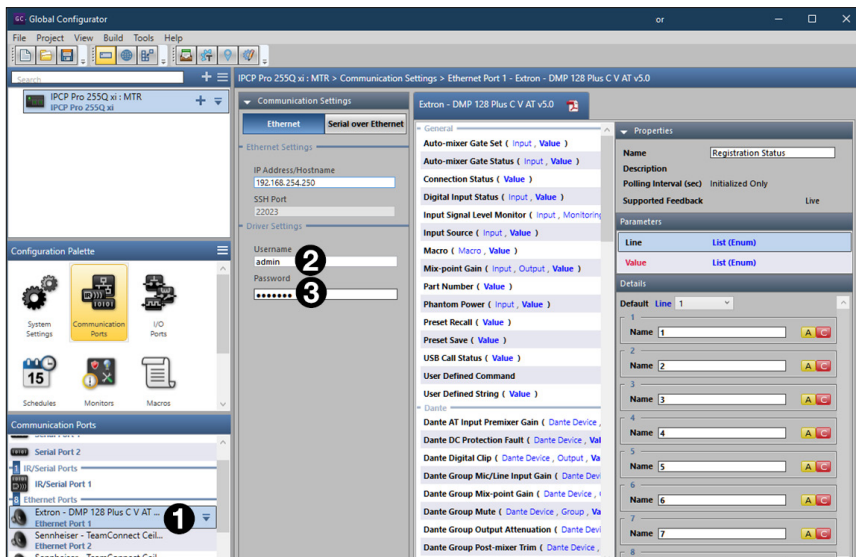 GC Global Configurator
or
File Project View Build Tools Help
Search
IPCP Pro 255Q xi : MTR
IPCP Pro 255Q xi
Configuration Palette
System Settings
Communication Ports
I/O Ports
15
Schedules
Monitors
Macros
Communication Ports
Serial Port 2
1 IR/Serial Ports
IR/Serial Port 1
8 Ethernet Ports
Extron - DMP 128 Plus C V AT ...
Ethernet Port 1
1
Sennheiser - TeamConnect Ceil...
Ethernet Port 2
Sennheiser - TeamConnect Ceil...
IPCP Pro 255Q xi : MTR > Communication Settings > Ethernet Port 1 - Extron - DMP 128 Plus C V AT v5.0
Communication Settings
Ethernet
Serial over Ethernet
Ethernet Settings
IP Address/Hostname
192.168.254.250
SSH Port
22023
Driver Settings
Username
admin
2
Password
3
Extron - DMP 128 Plus C V AT v5.0
General
Auto-mixer Gate Set ( Input , Value )
Auto-mixer Gate Status ( Input , Value )
Connection Status ( Value )
Digital Input Status ( Input , Value )
Input Signal Level Monitor ( Input , Monitoring
Input Source ( Input , Value )
Macro ( Macro , Value )
Mix-point Gain ( Input , Output , Value )
Part Number ( Value )
Phantom Power ( Input , Value )
Preset Recall ( Value )
Preset Save ( Value )
USB Call Status ( Value )
User Defined Command
User Defined String ( Value )
Dante
Dante AT Input Premixer Gain ( Dante Device ,
Dante DC Protection Fault ( Dante Device , Val
Dante Digital Clip ( Dante Device , Output , Va
Dante Group Mic/Line Input Gain ( Dante Devi
Dante Group Mix-point Gain ( Dante Device ,
Dante Group Mute ( Dante Device , Group , Va
Dante Group Output Attenuation ( Dante Devi
Dante Group Post-mixer Trim ( Dante Device ,
Properties
Name Registration Status
Description
Polling Interval (sec) Initialized Only
Supported Feedback Live
Parameters
Line List (Enum)
Value List (Enum)
Details
Default Line 1
1
Name 1 A C
2
Name 2 A C
3
Name 3 A C
4
Name 4 A C
5
Name 5 A C
6
Name 6 A C
7
Name 7 A C
8